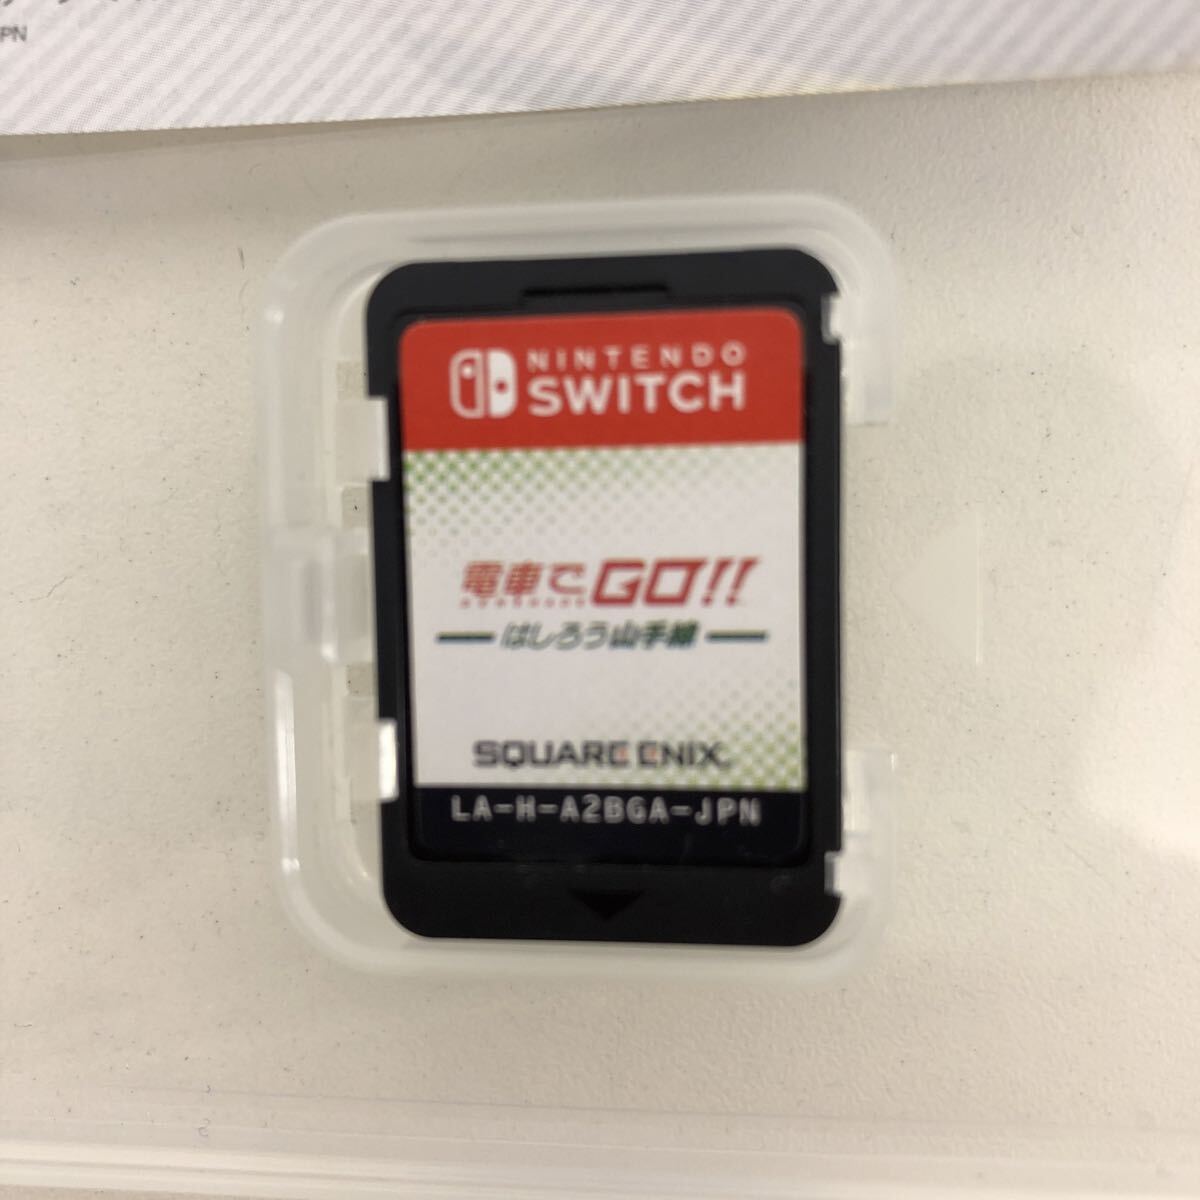 PN
NINTENDO
SWITCH
電車でGO!!
はしろう山手線
SQUARE ENIX.
LA-H-A2BGA-JPN